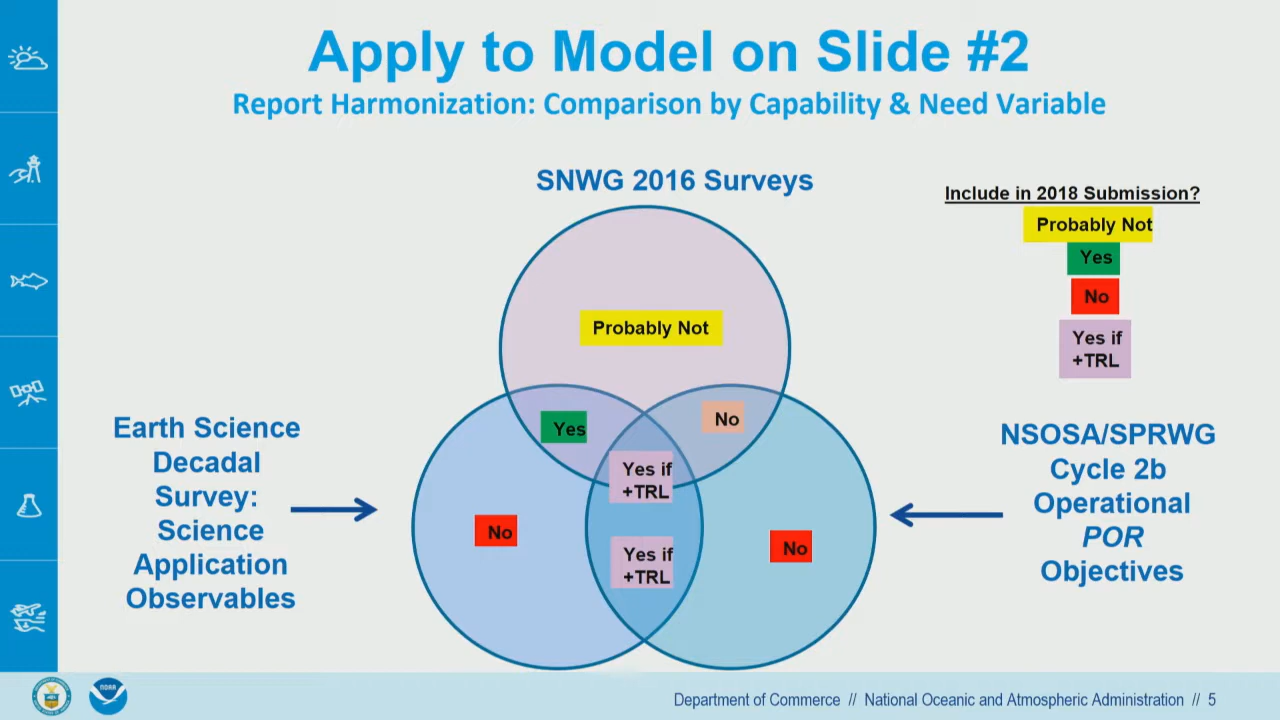 Apply to Model on Slide #2
Report Harmonization: Comparison by Capability & Need Variable
SNWG 2016 Surveys
Include in 2018 Submission?
Probably Not
Yes
No
Yes if
+TRL
Probably Not
Yes
No
Yes if
+TRL
No
Yes if
+TRL
No
Earth Science
Decadal
Survey:
Science
Application
Observables
NSOSA/SPRWG
Cycle 2b
Operational
POR
Objectives
NOAA
Department of Commerce // National Oceanic and Atmospheric Administration // 5